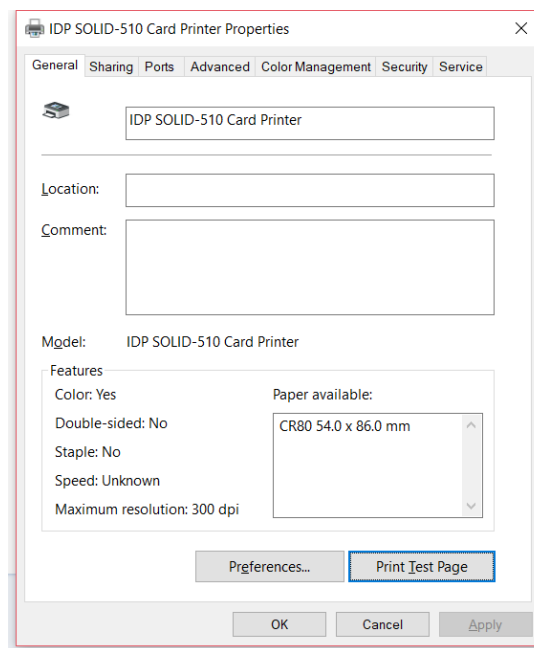 IDP SOLID-510 Card Printer Properties
General Sharing Ports Advanced Color Management Security Service
IDP SOLID-510 Card Printer
Location:
Comment:
Model: IDP SOLID-510 Card Printer
Features
Color: Yes
Double-sided: No
Staple: No
Speed: Unknown
Maximum resolution: 300 dpi
Paper available:
CR80 54.0 x 86.0 mm
Preferences... Print Test Page
OK Cancel Apply